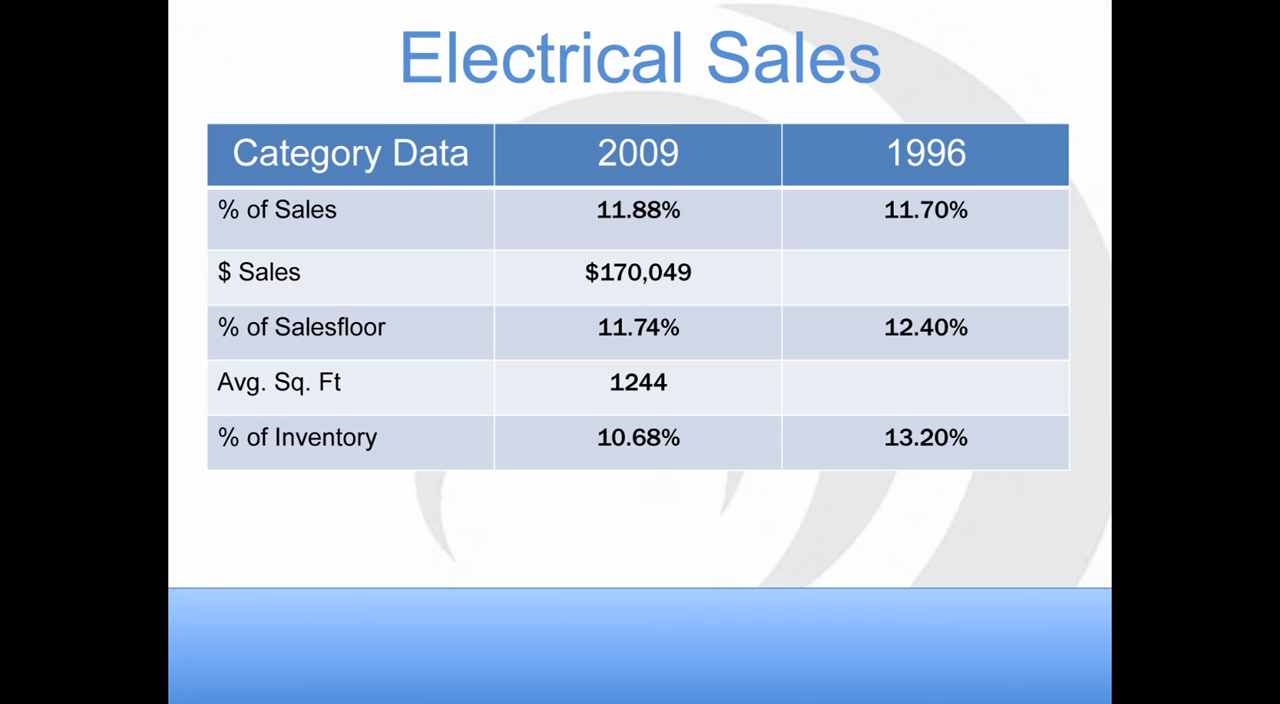 Electrical Sales
Category Data 2009 1996
% of Sales 11.88% 11.70%
$ Sales $170,049
% of Salesfloor 11.74% 12.40%
Avg. Sq. Ft 1244
% of Inventory 10.68% 13.20%